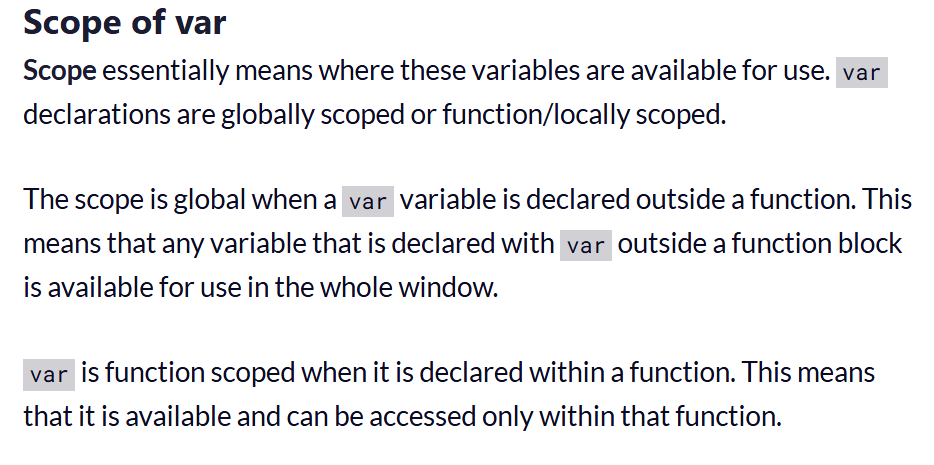 Scope of var
Scope essentially means where these variables are available for use. var
declarations are globally scoped or function/locally scoped.
The scope is global when a var variable is declared outside a function. This
means that any variable that is declared with var outside a function block
is available for use in the whole window.
var is function scoped when it is declared within a function. This means
that it is available and can be accessed only within that function.